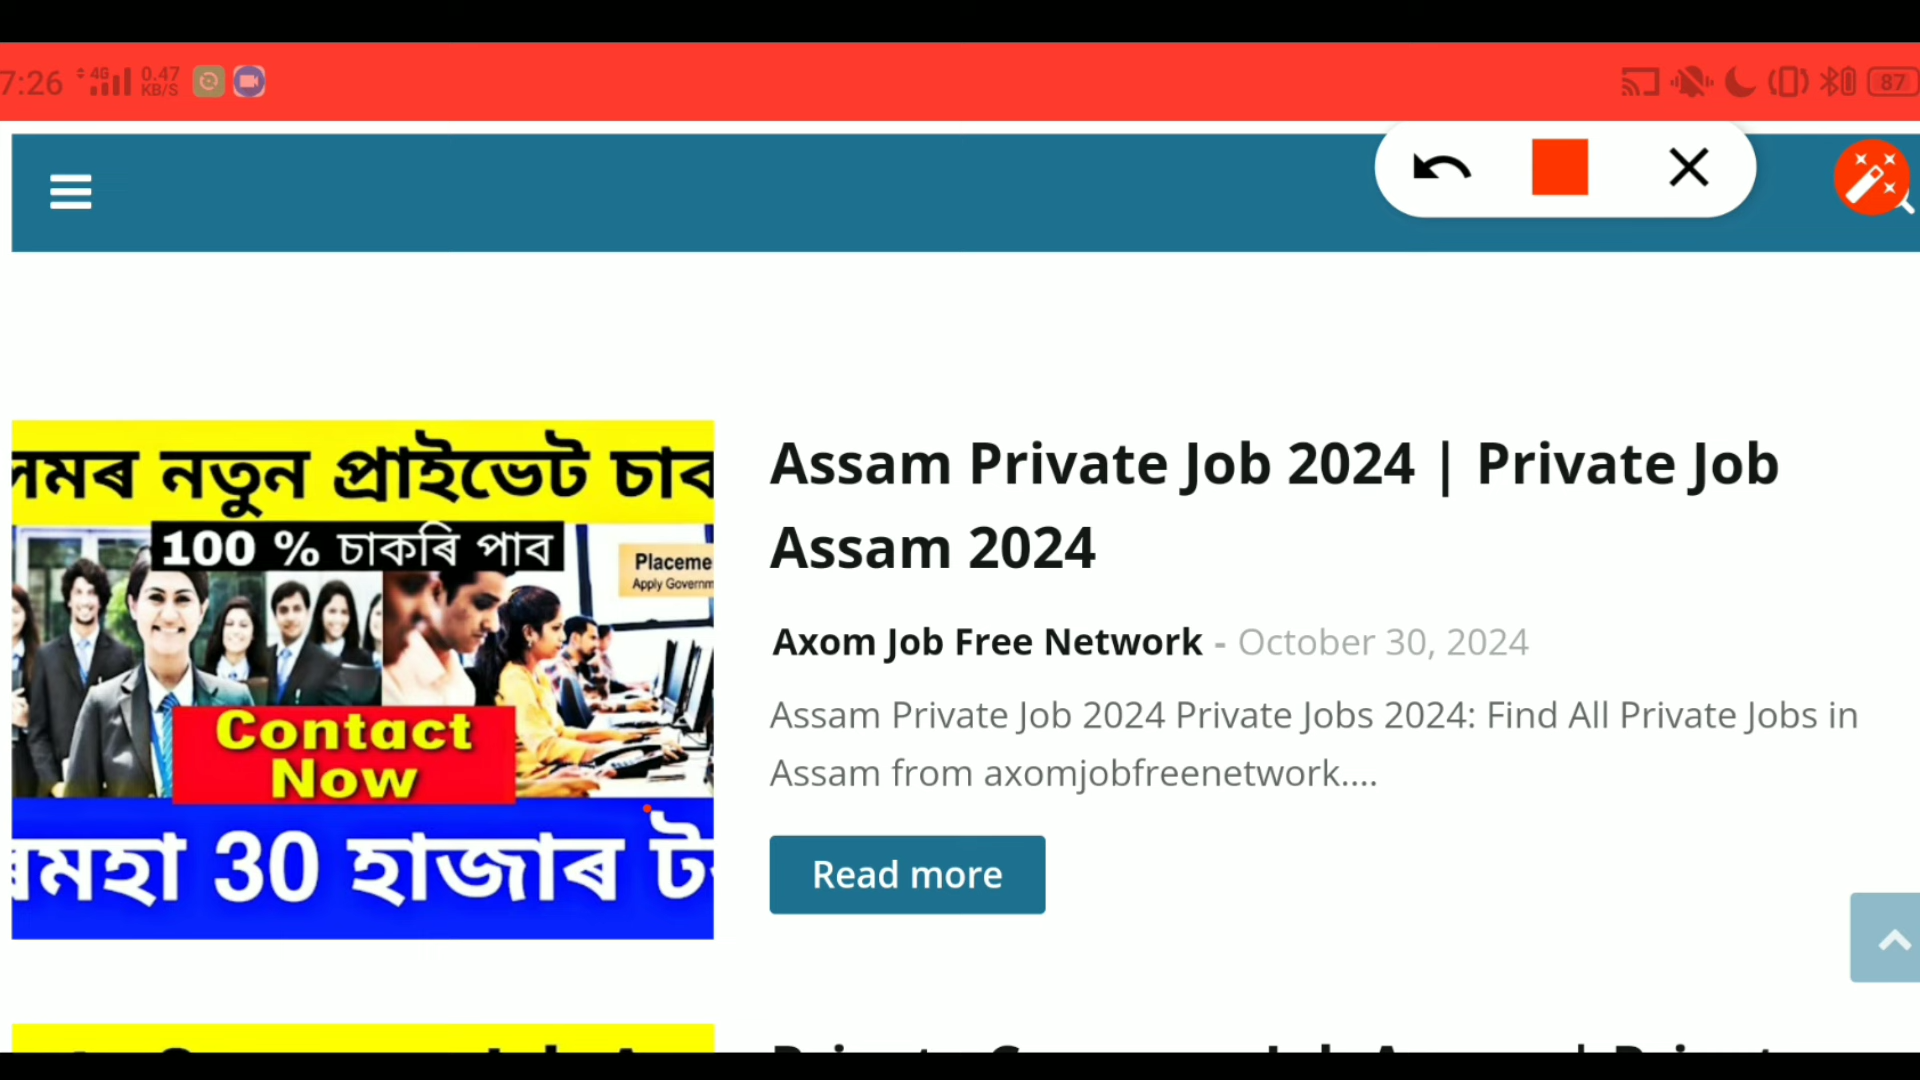 7:26 4G 0.47 KB/S 87
নতুন প্ৰাইভেট
100 % চাকৰি পাব
Apply
Contact
Now
30 হাজাৰ
Assam Private Job 2024 | Private Job
Assam 2024
Axom Job Free Network - October 30, 2024
Assam Private Job 2024 Private Jobs 2024: Find All Private Jobs in
Assam from axomjobfreenetwork....
Read more